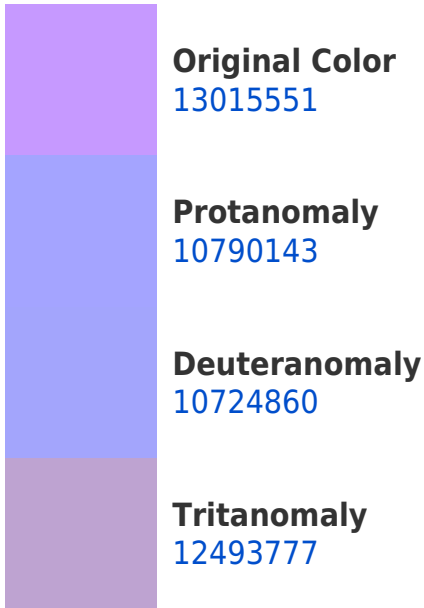 Original Color
13015551
Protanomaly
10790143
Deuteranomaly
10724860
Tritanomaly
12493777